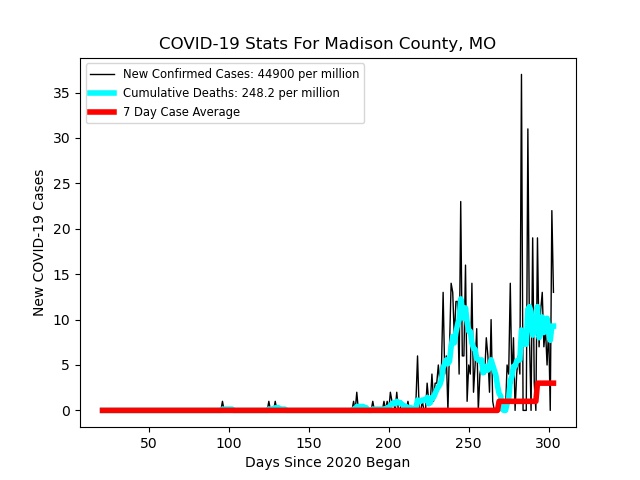 COVID-19 Stats For Madison County, MO
New Confirmed Cases: 44900 per million
Cumulative Deaths: 248.2 per million
7 Day Case Average
35
30
25
20
15
10
5
0
New COVID-19 Cases
50 100 150 200 250 300
Days Since 2020 Began